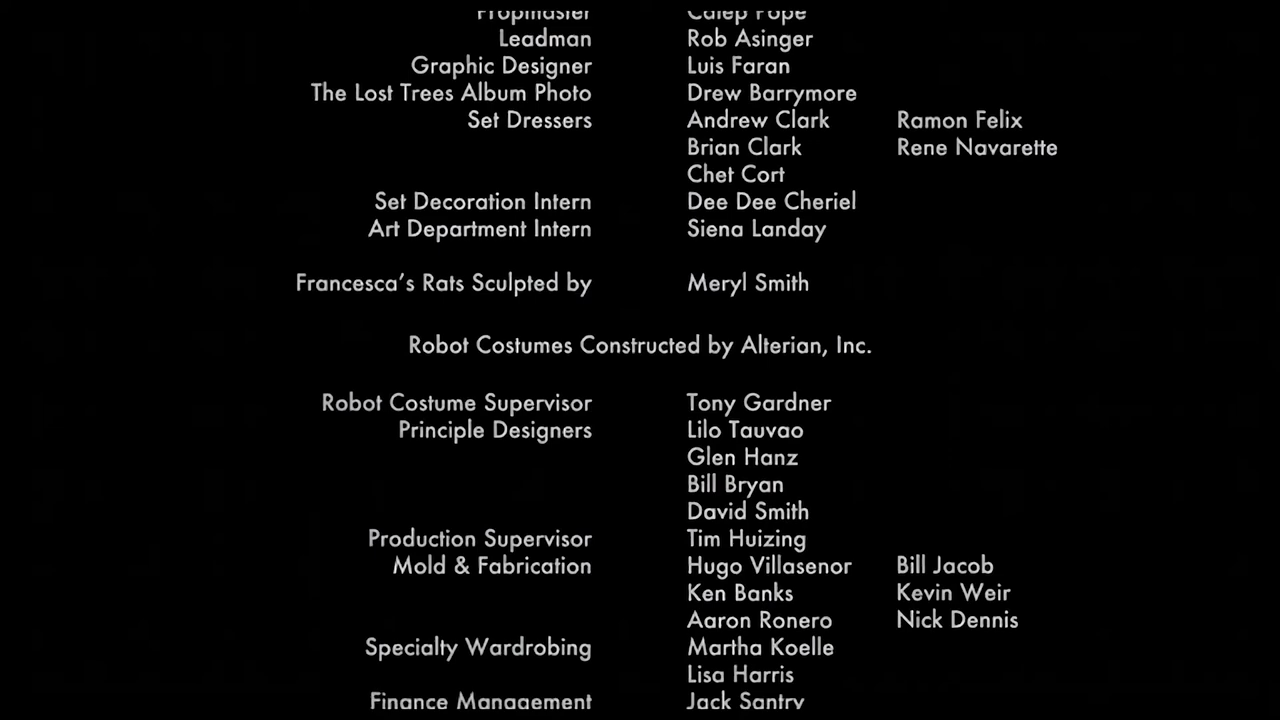 Propmaster Calep Pope
Leadman Rob Asinger
Graphic Designer Luis Faran
The Lost Trees Album Photo Drew Barrymore
Set Dressers Andrew Clark Ramon Felix
Brian Clark Rene Navarette
Chet Cort
Set Decoration Intern Dee Dee Cheriel
Art Department Intern Siena Landay
Francesca's Rats Sculpted by Meryl Smith
Robot Costumes Constructed by Alterian, Inc.
Robot Costume Supervisor Tony Gardner
Principle Designers Lilo Tauvao
Glen Hanz
Bill Bryan
David Smith
Production Supervisor Tim Huizing
Mold & Fabrication Hugo Villasenor Bill Jacob
Ken Banks Kevin Weir
Aaron Ronero Nick Dennis
Specialty Wardrobing Martha Koelle
Lisa Harris
Finance Management Jack Santry